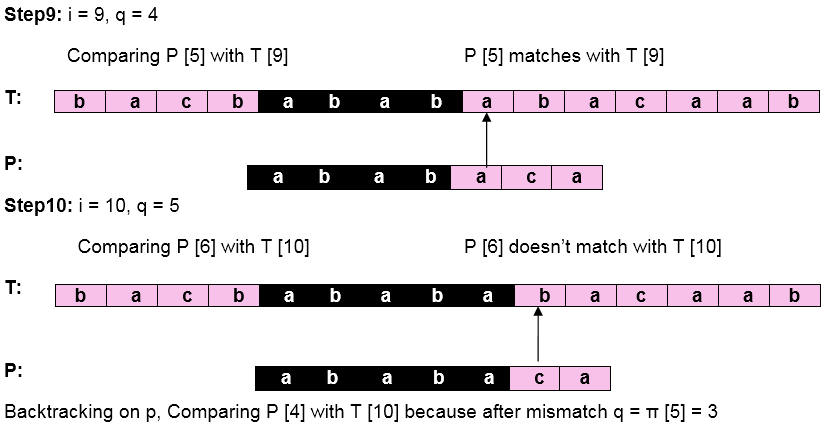 Step9: i = 9, q = 4
Comparing P [5] with T [9] P [5] matches with T [9]
T: b a c b a b a b a b a c a a b
P: a b a b a c a
Step10: i = 10, q = 5
Comparing P [6] with T [10] P [6] doesn't match with T [10]
T: b a c b a b a b a b a c a a b
P: a b a b a c a
Backtracking on p, Comparing P [4] with T [10] because after mismatch q = π [5] = 3